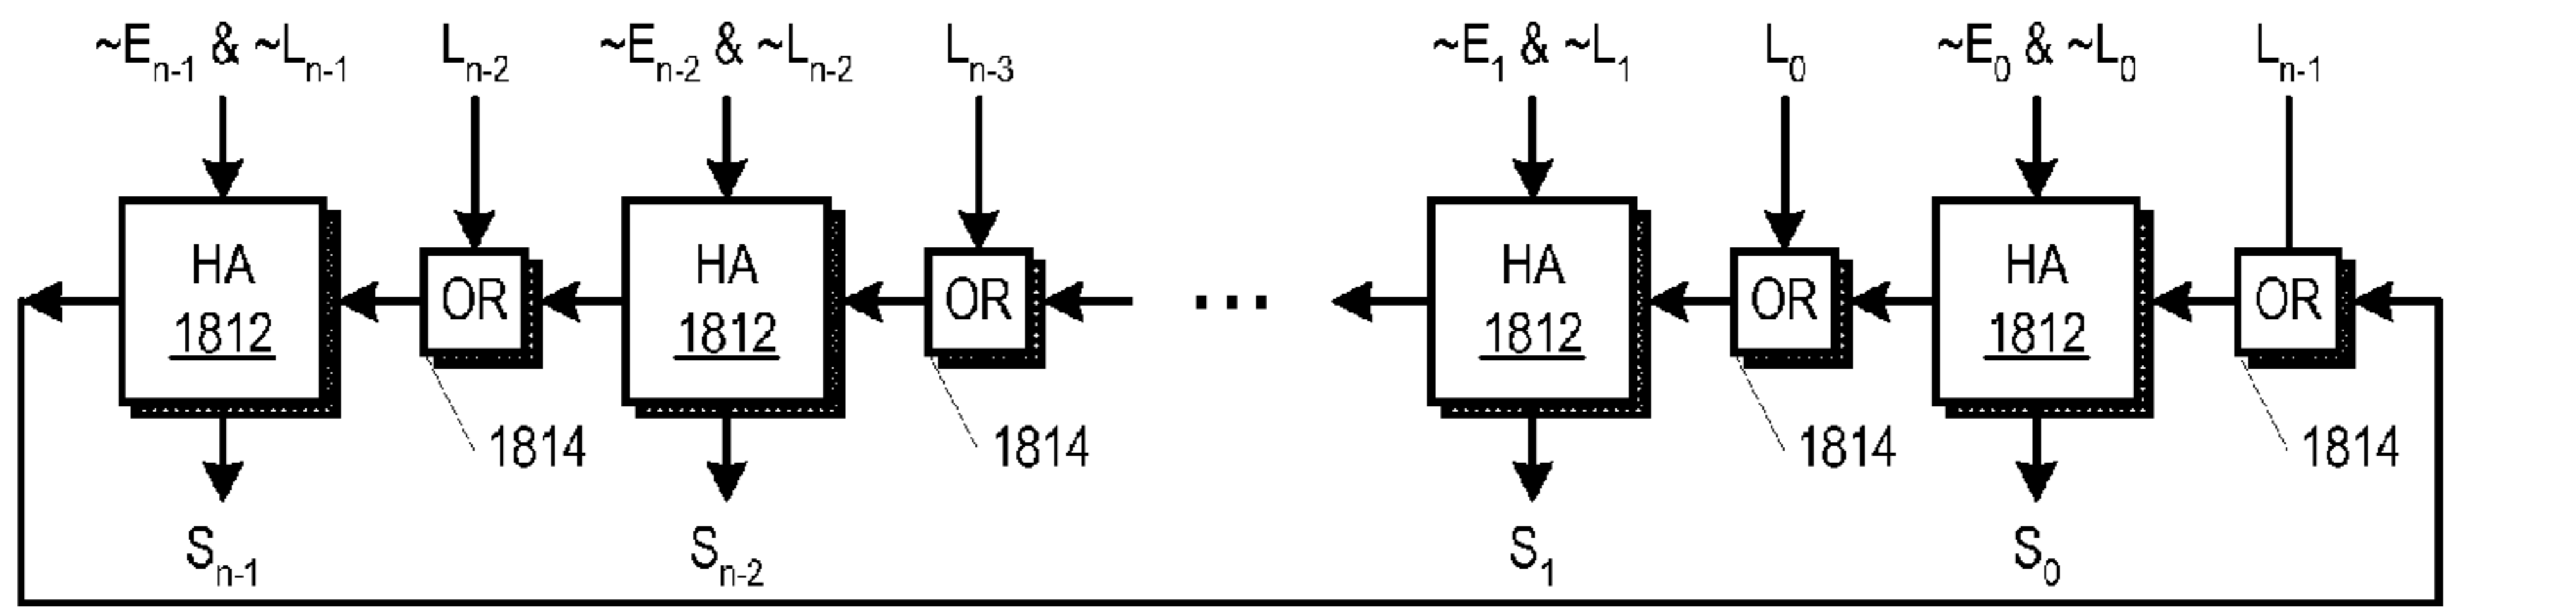 ~Eₙ₋₁ & ~Lₙ₋₁ Lₙ₋₂ ~Eₙ₋₂ & ~Lₙ₋₂ Lₙ₋₃ ~E₁ & ~L₁ L₀ ~E₀ & ~L₀ Lₙ₋₁
HA HA HA HA
OR OR ... OR OR
1812 1812 1812 1812
1814 1814 1814 1814
Sₙ₋₁ Sₙ₋₂ S₁ S₀